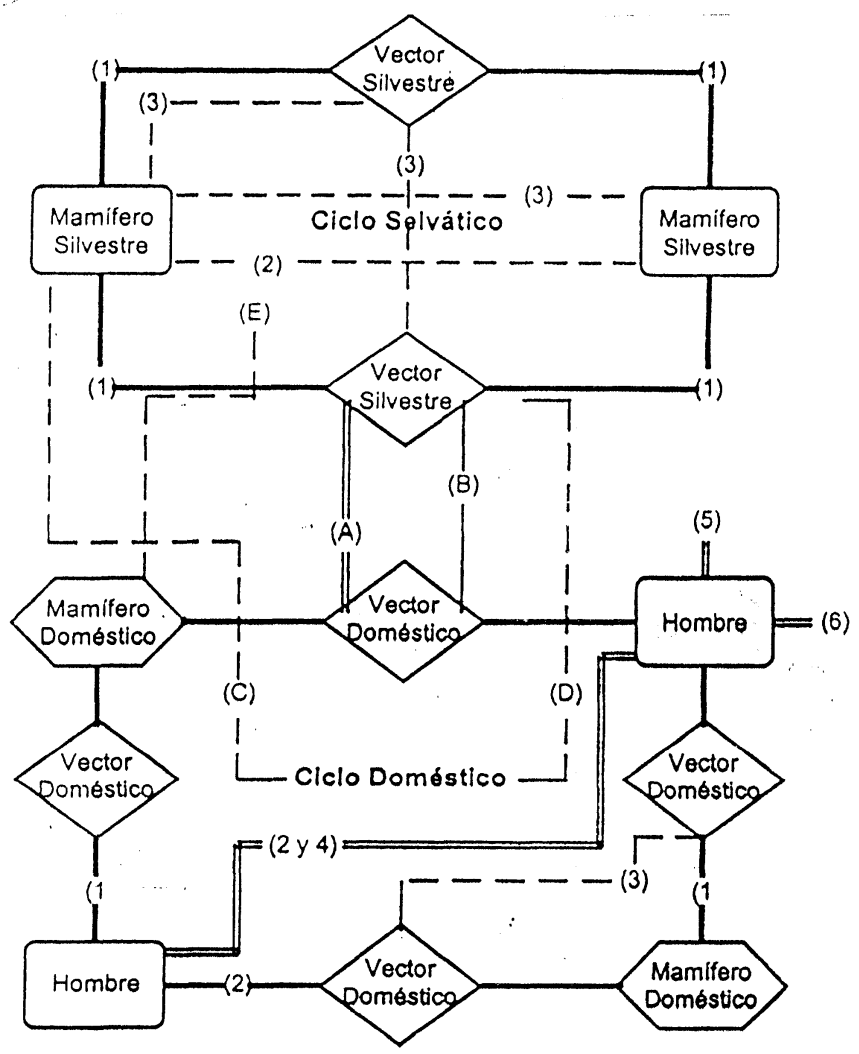 Vector
Silvestre
(1)
(1)
(3)
(3)
Mamífero
Silvestre
(3)
Mamífero
Silvestre
Ciclo Selvático
(2)
(E)
(1)
Vector
Silvestre
(1)
(B)
(A)
(5)
Mamífero
Doméstico
Vector
Doméstico
Hombre
(6)
(C)
(D)
Vector
Doméstico
Ciclo Doméstico
Vector
Doméstico
(2 y 4)
(3)
(1
(1
Hombre
(2)
Vector
Doméstico
Mamífero
Doméstico